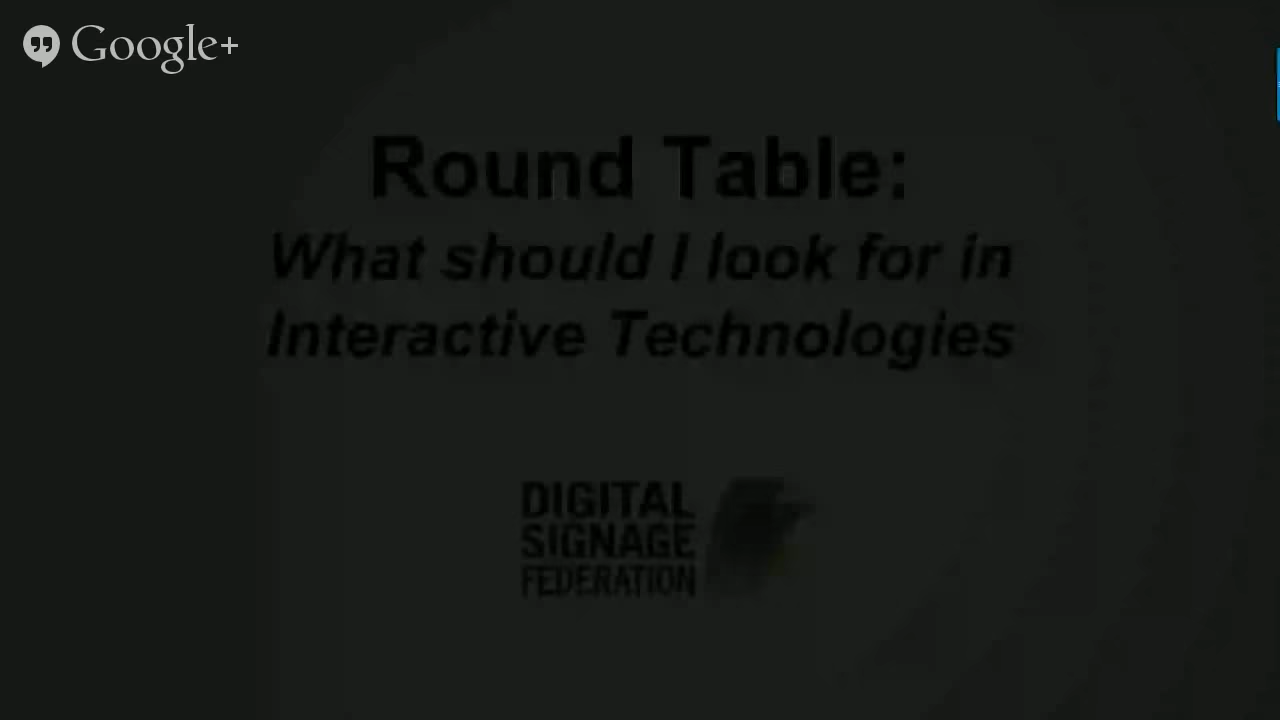 Google+
Round Table:
What should I look for in
Interactive Technologies
DIGITAL
SIGNAGE
FEDERATION